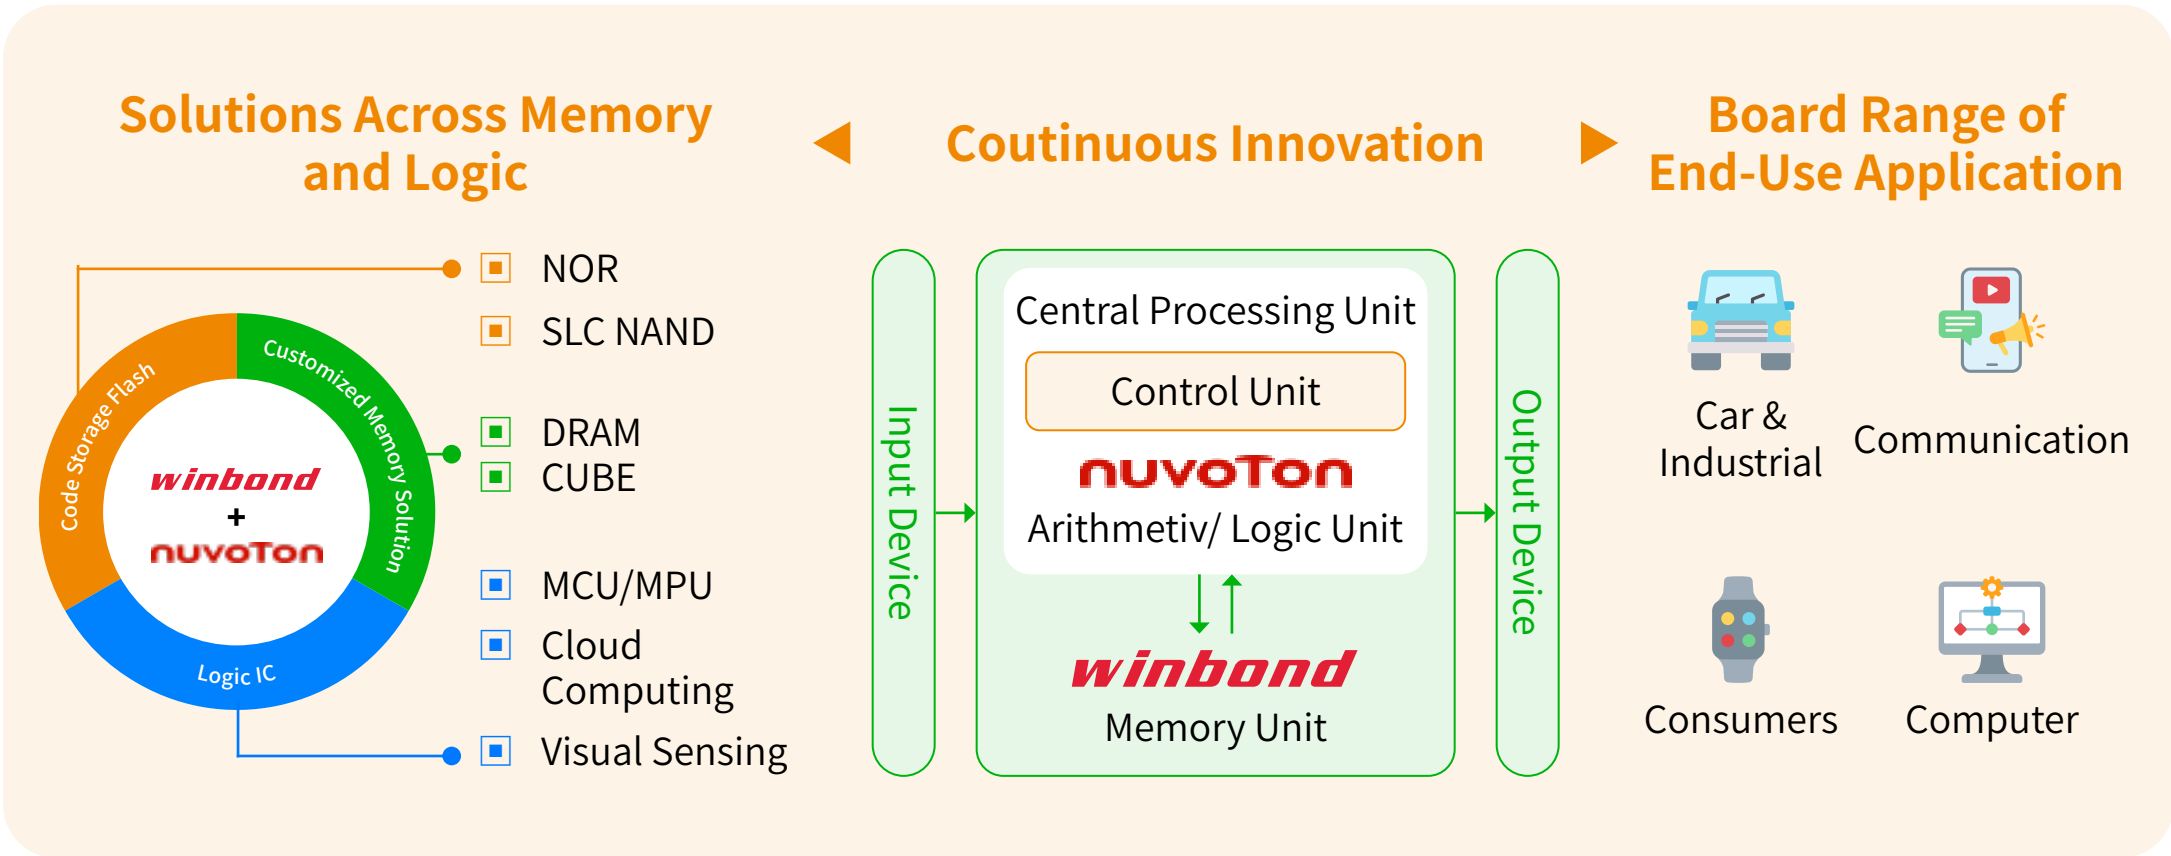 Solutions Across Memory
and Logic
Coutinuous Innovation
Board Range of
End-Use Application
Code Storage Flash
Customized Memory Solution
Logic IC
winbond
+
nuvoTon
NOR
SLC NAND
DRAM
CUBE
MCU/MPU
Cloud
Computing
Visual Sensing
Input Device
Central Processing Unit
Control Unit
nuvoTon
Arithmetiv/ Logic Unit
winbond
Memory Unit
Output Device
Car &
Industrial
Communication
Consumers
Computer